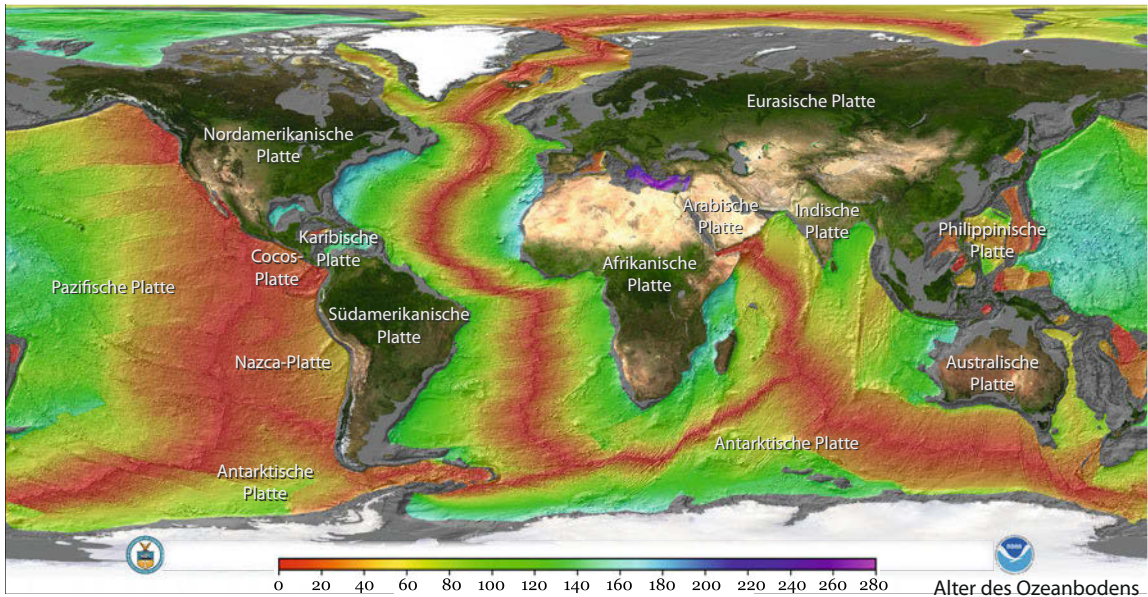 Eurasische Platte
Nordamerikanische
Platte
Arabische
Platte
Indische
Platte
Karibische
Platte
Cocos-
Platte
Philippinische
Platte
Afrikanische
Platte
Pazifische Platte
Südamerikanische
Platte
Nazca-Platte
Australische
Platte
Antarktische Platte
Antarktische
Platte
0 20 40 60 80 100 120 140 160 180 200 220 240 260 280
Alter des Ozeanbodens